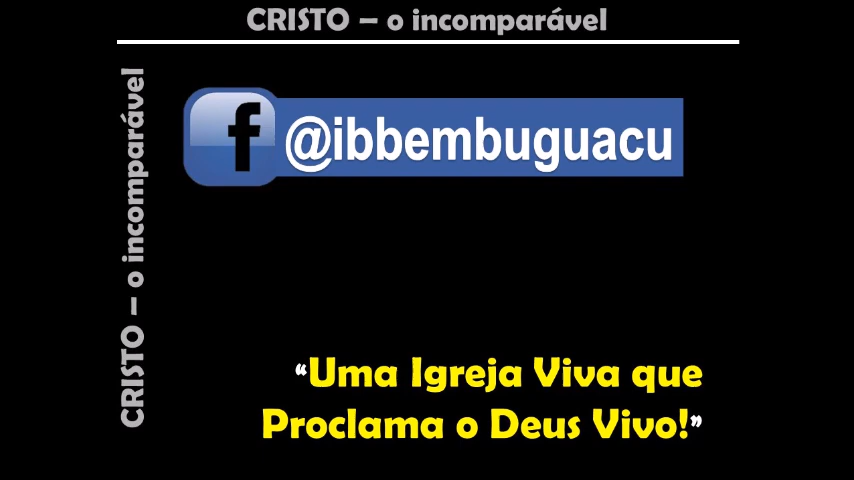 CRISTO – o incomparável
CRISTO – o incomparável
f @ibbembuguacu
“Uma Igreja Viva que
Proclama o Deus Vivo!”